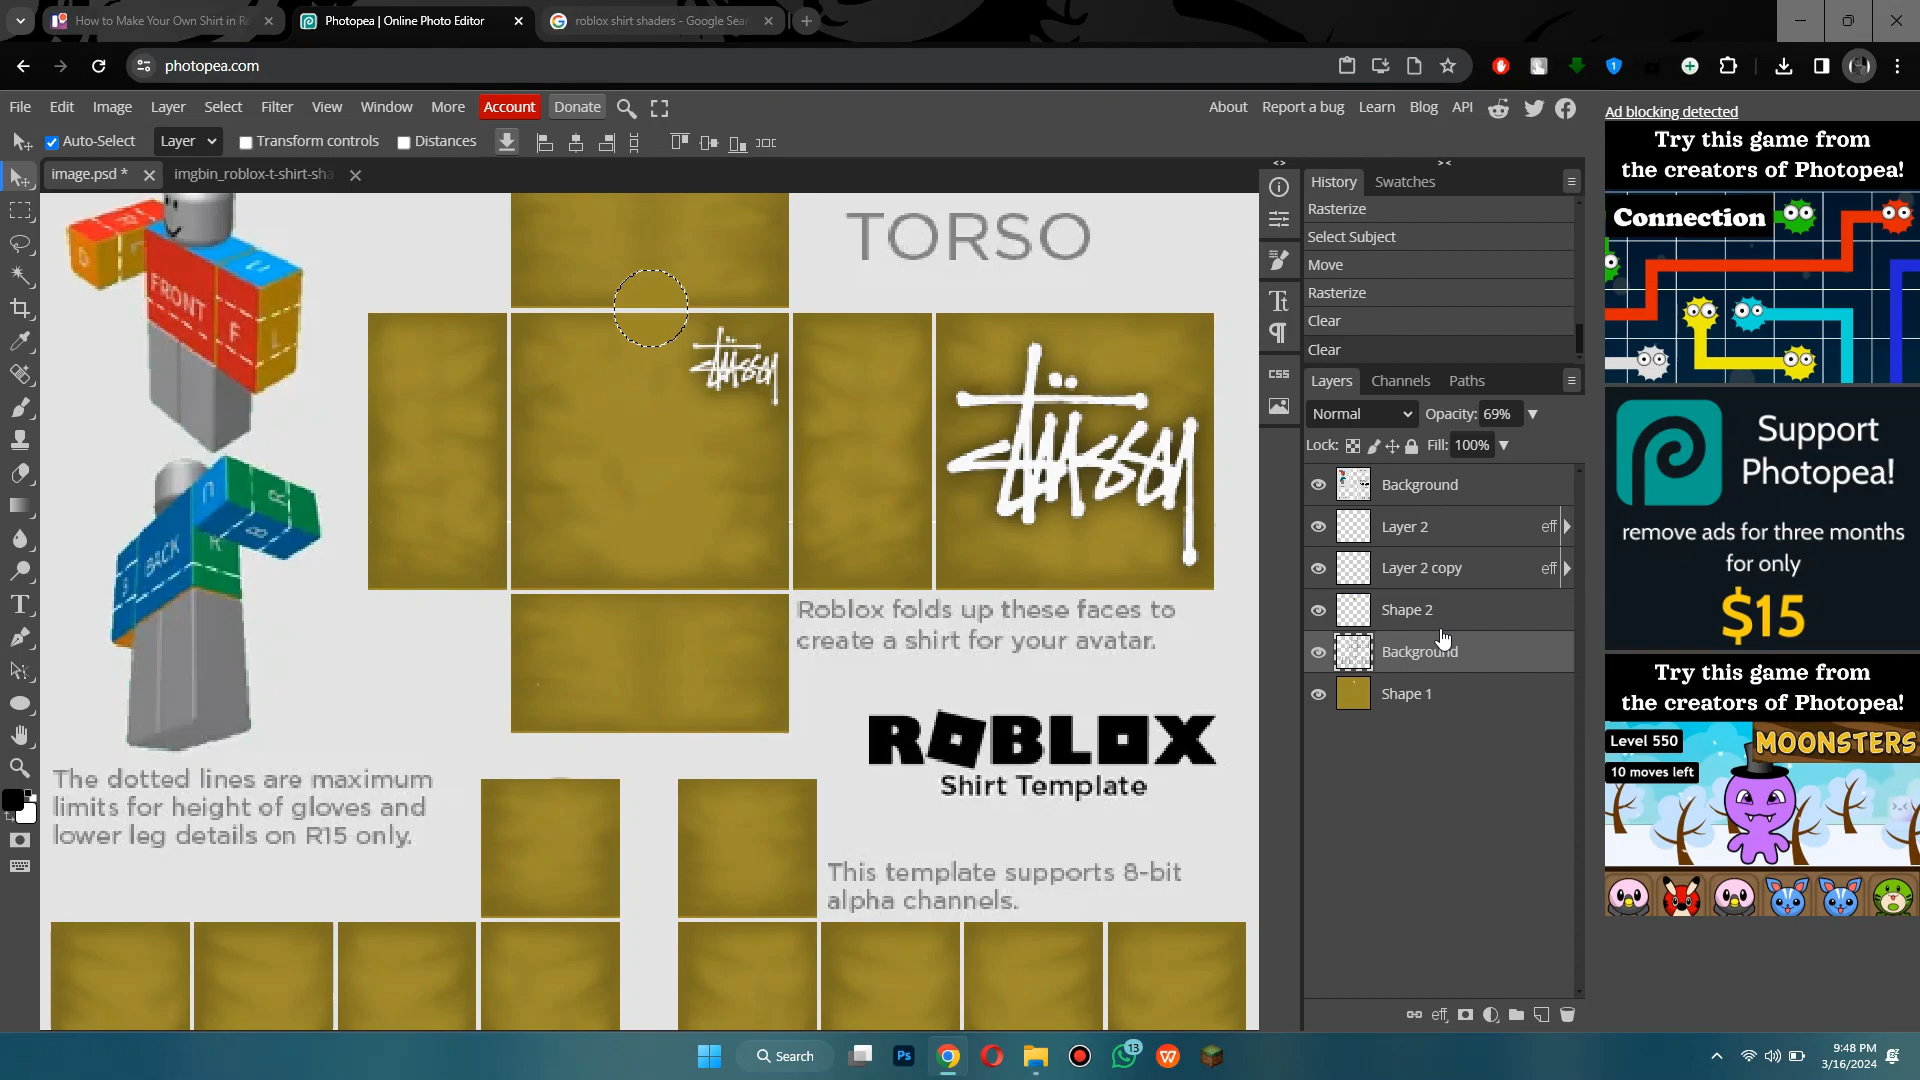 How to Make Your Own Shirt in Ro
Photopea | Online Photo Editor
roblox shirt shaders - Google Sear
photopea.com
1
File Edit Image Layer Select Filter View Window More Account Donate
About Report a bug Learn Blog API
Auto-Select Layer Transform controls Distances
image.psd * imgbin_roblox-t-shirt-sha
TORSO
FRONT
F
L
U
D
BACK
R
B
Roblox folds up these faces to
create a shirt for your avatar.
Stüssy
ROBLOX
Shirt Template
The dotted lines are maximum
limits for height of gloves and
lower leg details on R15 only.
This template supports 8-bit
alpha channels.
CSS
History Swatches
Rasterize
Select Subject
Move
Rasterize
Clear
Clear
Layers Channels Paths
Normal Opacity: 69%
Lock: Fill: 100%
Background
Layer 2 eff
Layer 2 copy eff
Shape 2
Background
Shape 1
eff
Ad blocking detected
Try this game from
the creators of Photopea!
Connection
Support
Photopea!
remove ads for three months
for only
$15
Try this game from
the creators of Photopea!
Level 550
MOONSTERS
10 moves left
Search
Ps
13
W
9:48 PM
3/16/2024